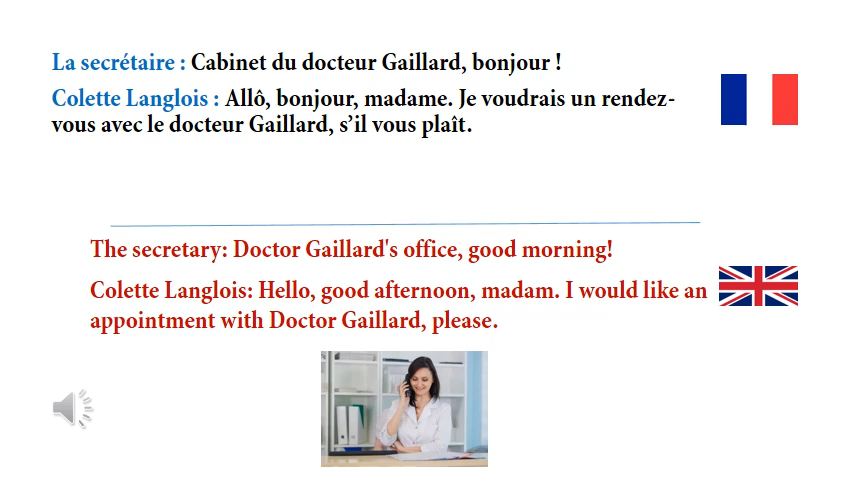 La secrétaire : Cabinet du docteur Gaillard, bonjour !
Colette Langlois : Allô, bonjour, madame. Je voudrais un rendez-
vous avec le docteur Gaillard, s’il vous plaît.
The secretary: Doctor Gaillard's office, good morning!
Colette Langlois: Hello, good afternoon, madam. I would like an
appointment with Doctor Gaillard, please.